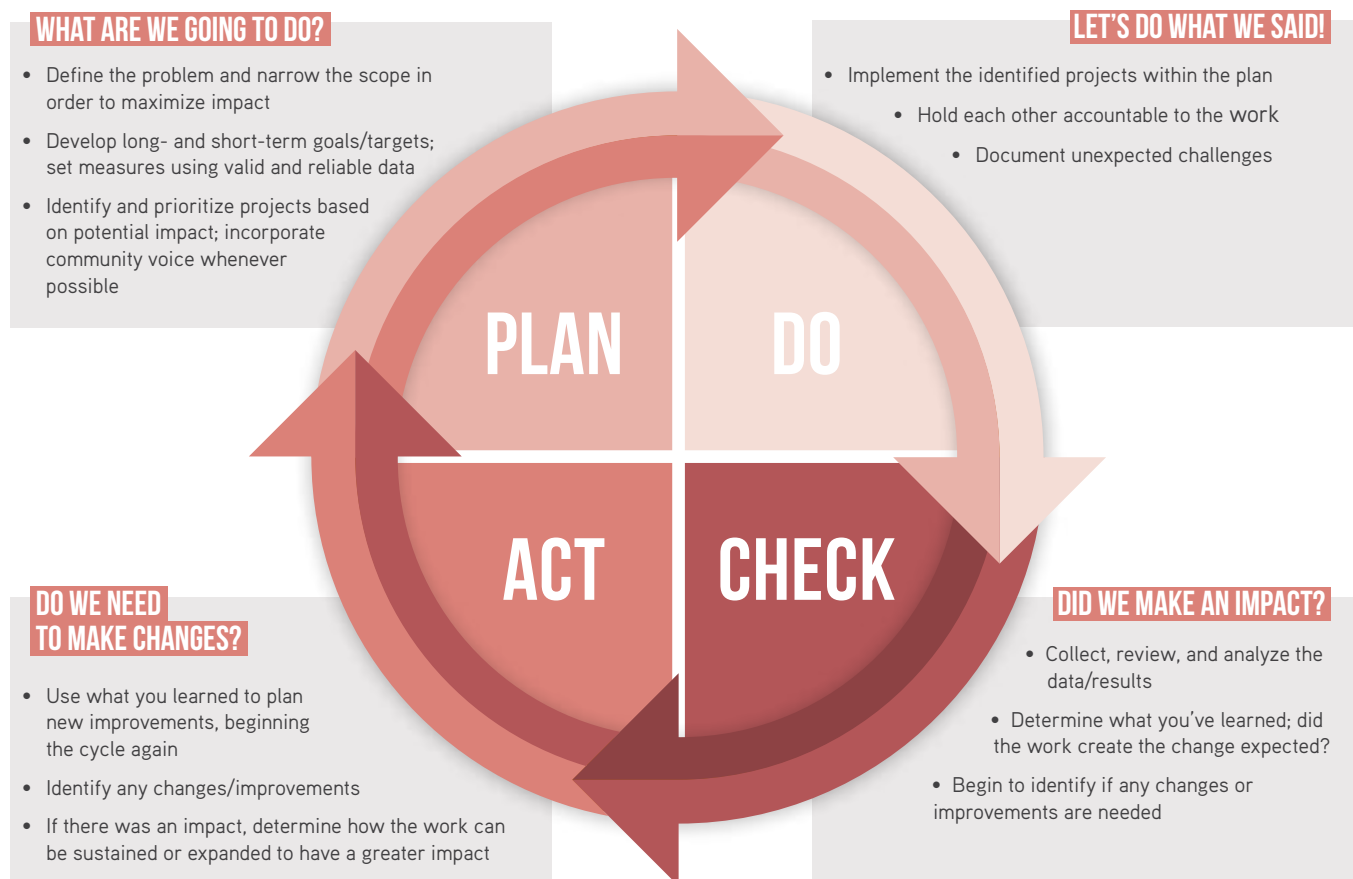 WHAT ARE WE GOING TO DO?
• Define the problem and narrow the scope in
order to maximize impact
• Develop long- and short-term goals/targets;
set measures using valid and reliable data
• Identify and prioritize projects based
on potential impact; incorporate
community voice whenever
possible
LET'S DO WHAT WE SAID!
• Implement the identified projects within the plan
• Hold each other accountable to the work
• Document unexpected challenges
PLAN
DO
ACT
CHECK
DO WE NEED
TO MAKE CHANGES?
• Use what you learned to plan
new improvements, beginning
the cycle again
• Identify any changes/improvements
• If there was an impact, determine how the work can
be sustained or expanded to have a greater impact
DID WE MAKE AN IMPACT?
• Collect, review, and analyze the
data/results
• Determine what you've learned; did
the work create the change expected?
• Begin to identify if any changes or
improvements are needed